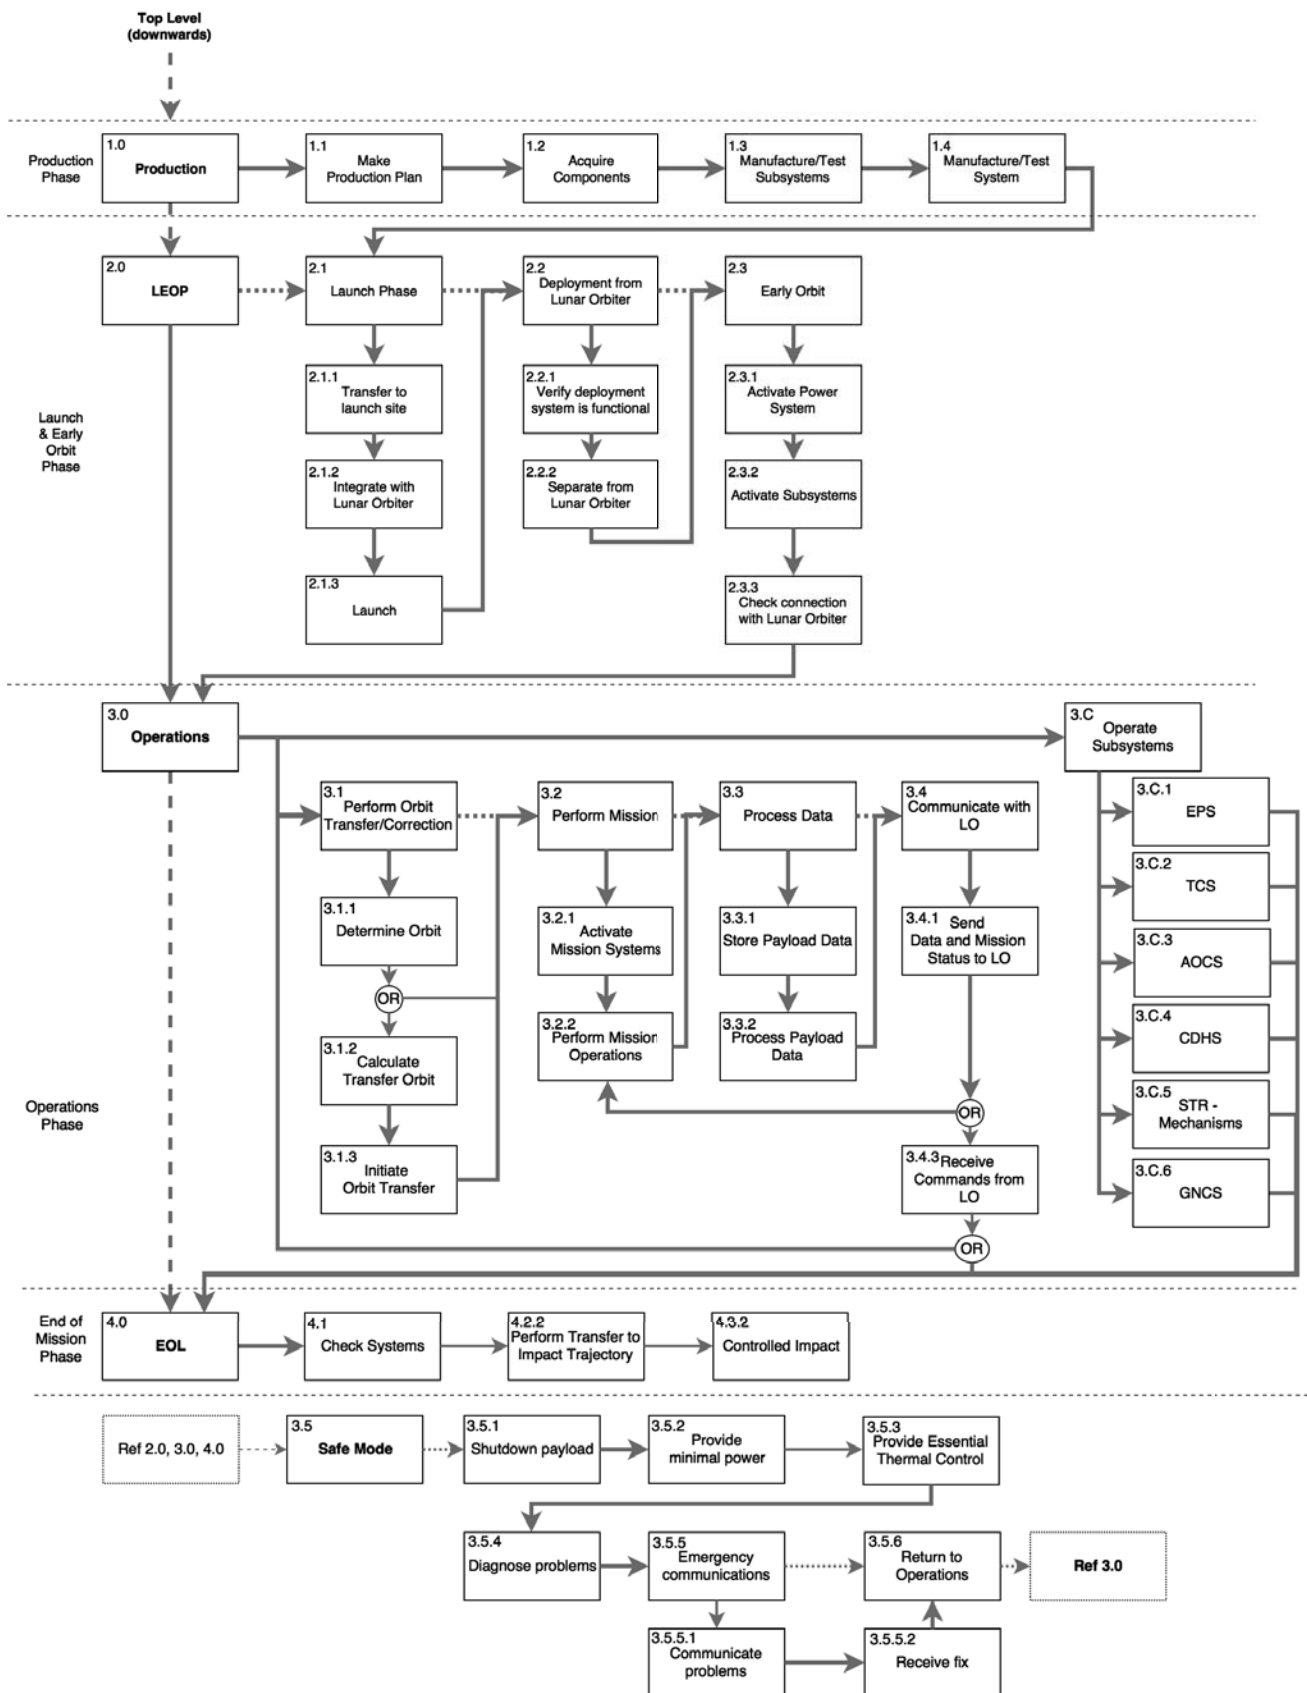 Top Level
(downwards)
Production
Phase
1.0
Production
1.1
Make
Production Plan
1.2
Acquire
Components
1.3
Manufacture/Test
Subsystems
1.4
Manufacture/Test
System
Launch
& Early
Orbit
Phase
2.0
LEOP
2.1
Launch Phase
2.2
Deployment from
Lunar Orbiter
2.3
Early Orbit
2.1.1
Transfer to
launch site
2.2.1
Verify deployment
system is functional
2.3.1
Activate Power
System
2.1.2
Integrate with
Lunar Orbiter
2.2.2
Separate from
Lunar Orbiter
2.3.2
Activate Subsystems
2.1.3
Launch
2.3.3
Check connection
with Lunar Orbiter
Operations
Phase
3.0
Operations
3.C
Operate
Subsystems
3.1
Perform Orbit
Transfer/Correction
3.2
Perform Mission
3.3
Process Data
3.4
Communicate with
LO
3.C.1
EPS
3.1.1
Determine Orbit
3.2.1
Activate
Mission Systems
3.3.1
Store Payload Data
3.4.1 Send
Data and Mission
Status to LO
3.C.2
TCS
3.C.3
AOCS
OR
3.1.2
Calculate
Transfer Orbit
3.2.2
Perform Mission
Operations
3.3.2
Process Payload
Data
3.C.4
CDHS
OR
3.C.5
STR -
Mechanisms
3.1.3
Initiate
Orbit Transfer
3.4.3 Receive
Commands from
LO
3.C.6
GNCS
OR
End of
Mission
Phase
4.0
EOL
4.1
Check Systems
4.2.2
Perform Transfer to
Impact Trajectory
4.3.2
Controlled Impact
Ref 2.0, 3.0, 4.0
3.5
Safe Mode
3.5.1
Shutdown payload
3.5.2
Provide
minimal power
3.5.3
Provide Essential
Thermal Control
3.5.4
Diagnose problems
3.5.5
Emergency
communications
3.5.6
Return to
Operations
Ref 3.0
3.5.5.1
Communicate
problems
3.5.5.2
Receive fix